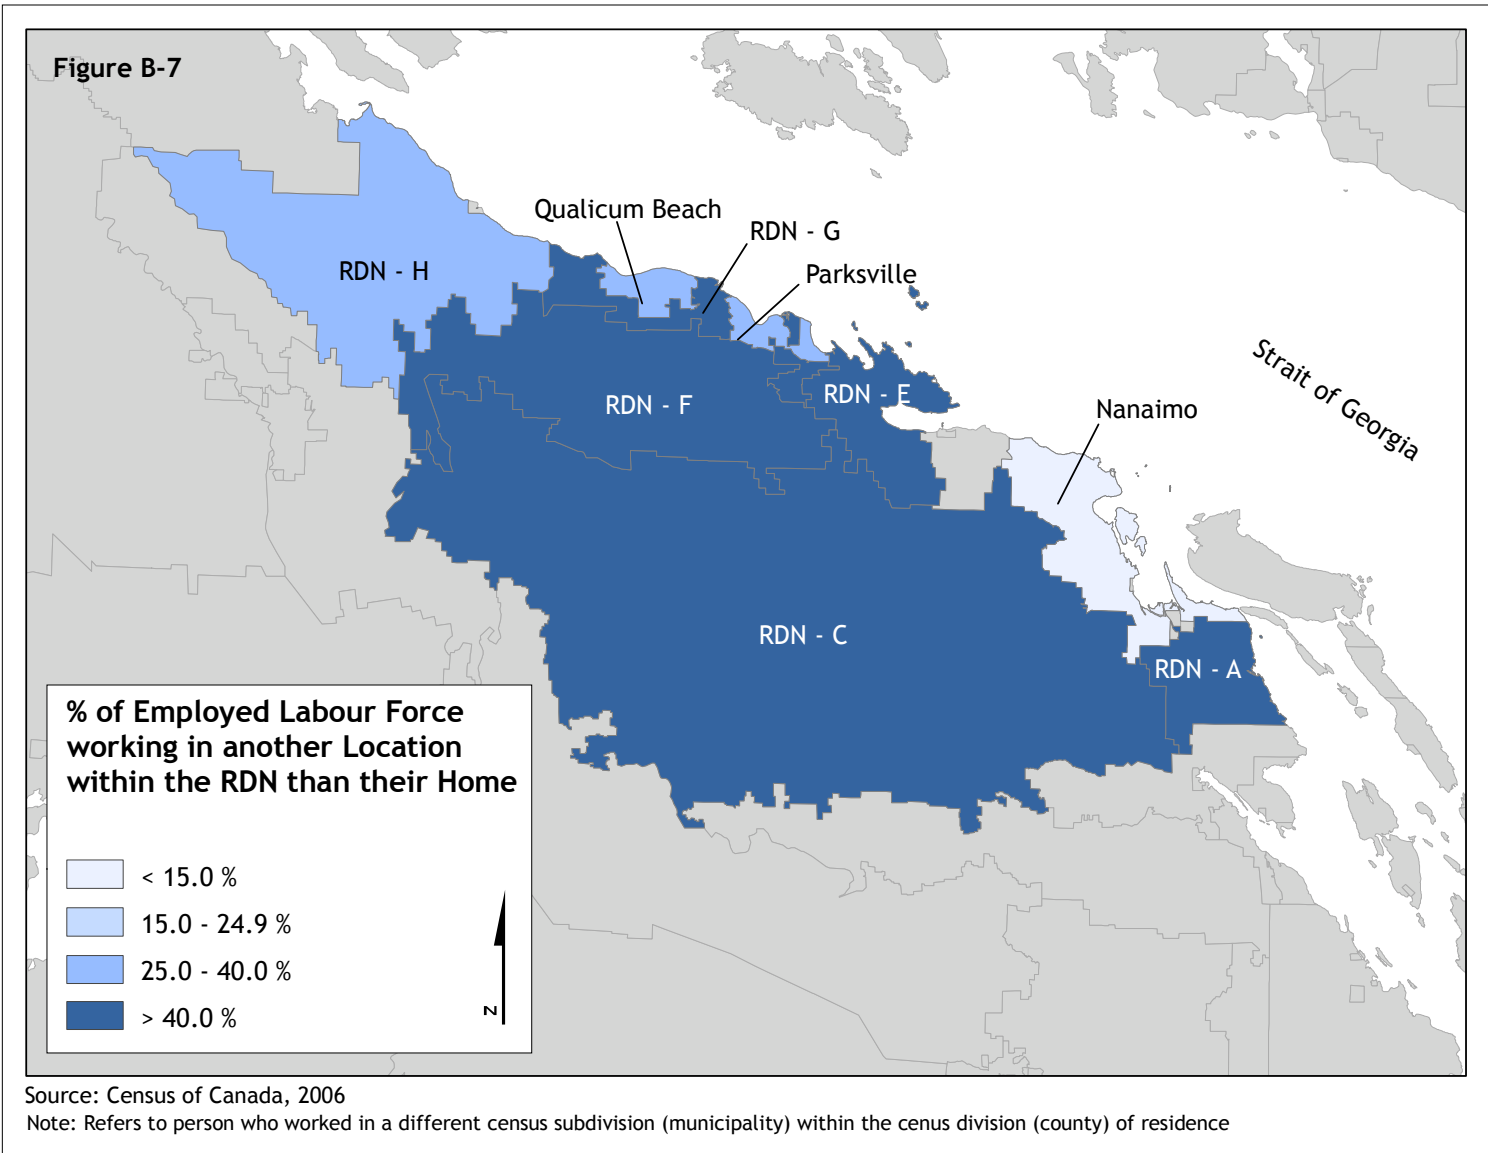 Figure B-7
Qualicum Beach
RDN - G
Parksville
RDN - H
Strait of Georgia
RDN - F
RDN - E
Nanaimo
RDN - C
RDN - A
% of Employed Labour Force
working in another Location
within the RDN than their Home
< 15.0 %
15.0 - 24.9 %
25.0 - 40.0 %
> 40.0 %
N
Source: Census of Canada, 2006
Note: Refers to person who worked in a different census subdivision (municipality) within the cenus division (county) of residence